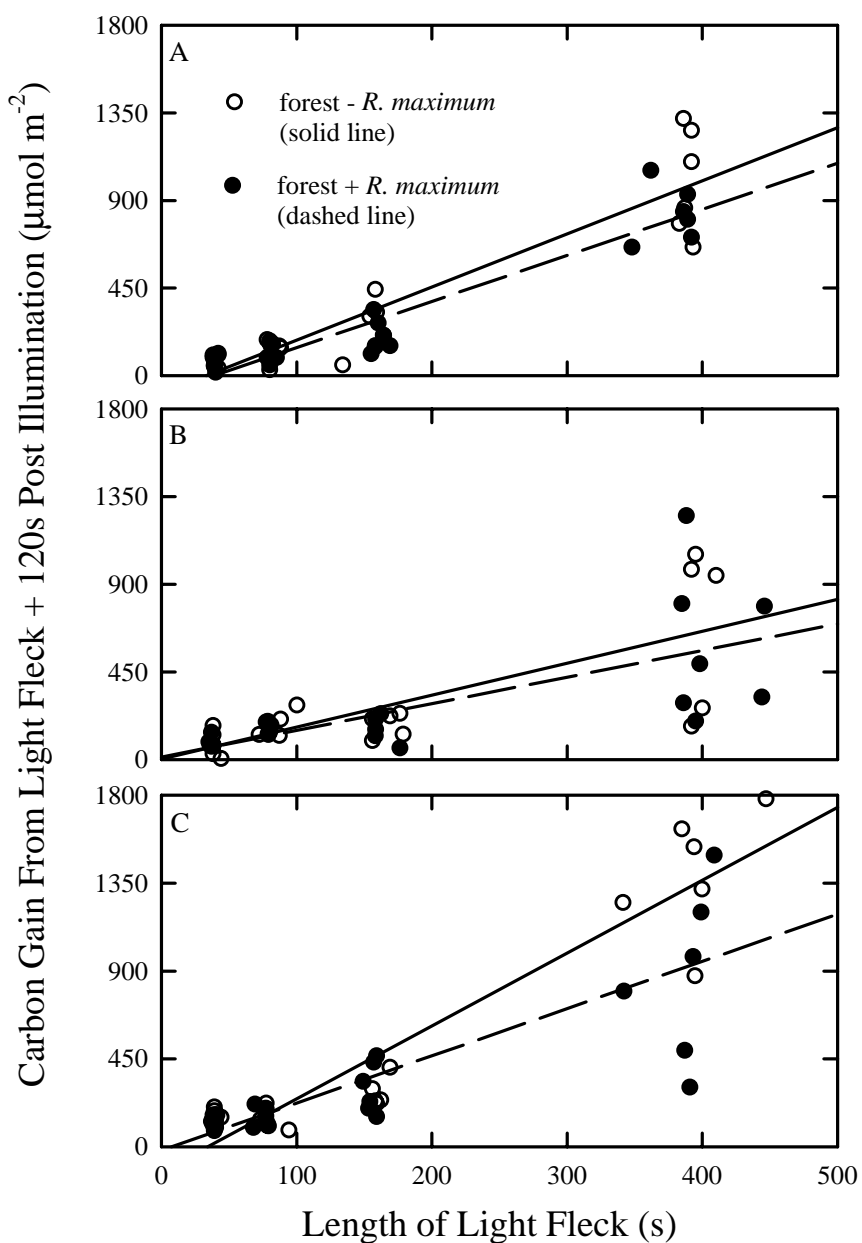 Carbon Gain From Light Fleck + 120s Post Illumination (μmol m⁻²)
1800
A
forest - R. maximum
(solid line)
1350
forest + R. maximum
(dashed line)
900
450
0
1800
B
1350
900
450
0
1800
C
1350
900
450
0
0 100 200 300 400 500
Length of Light Fleck (s)